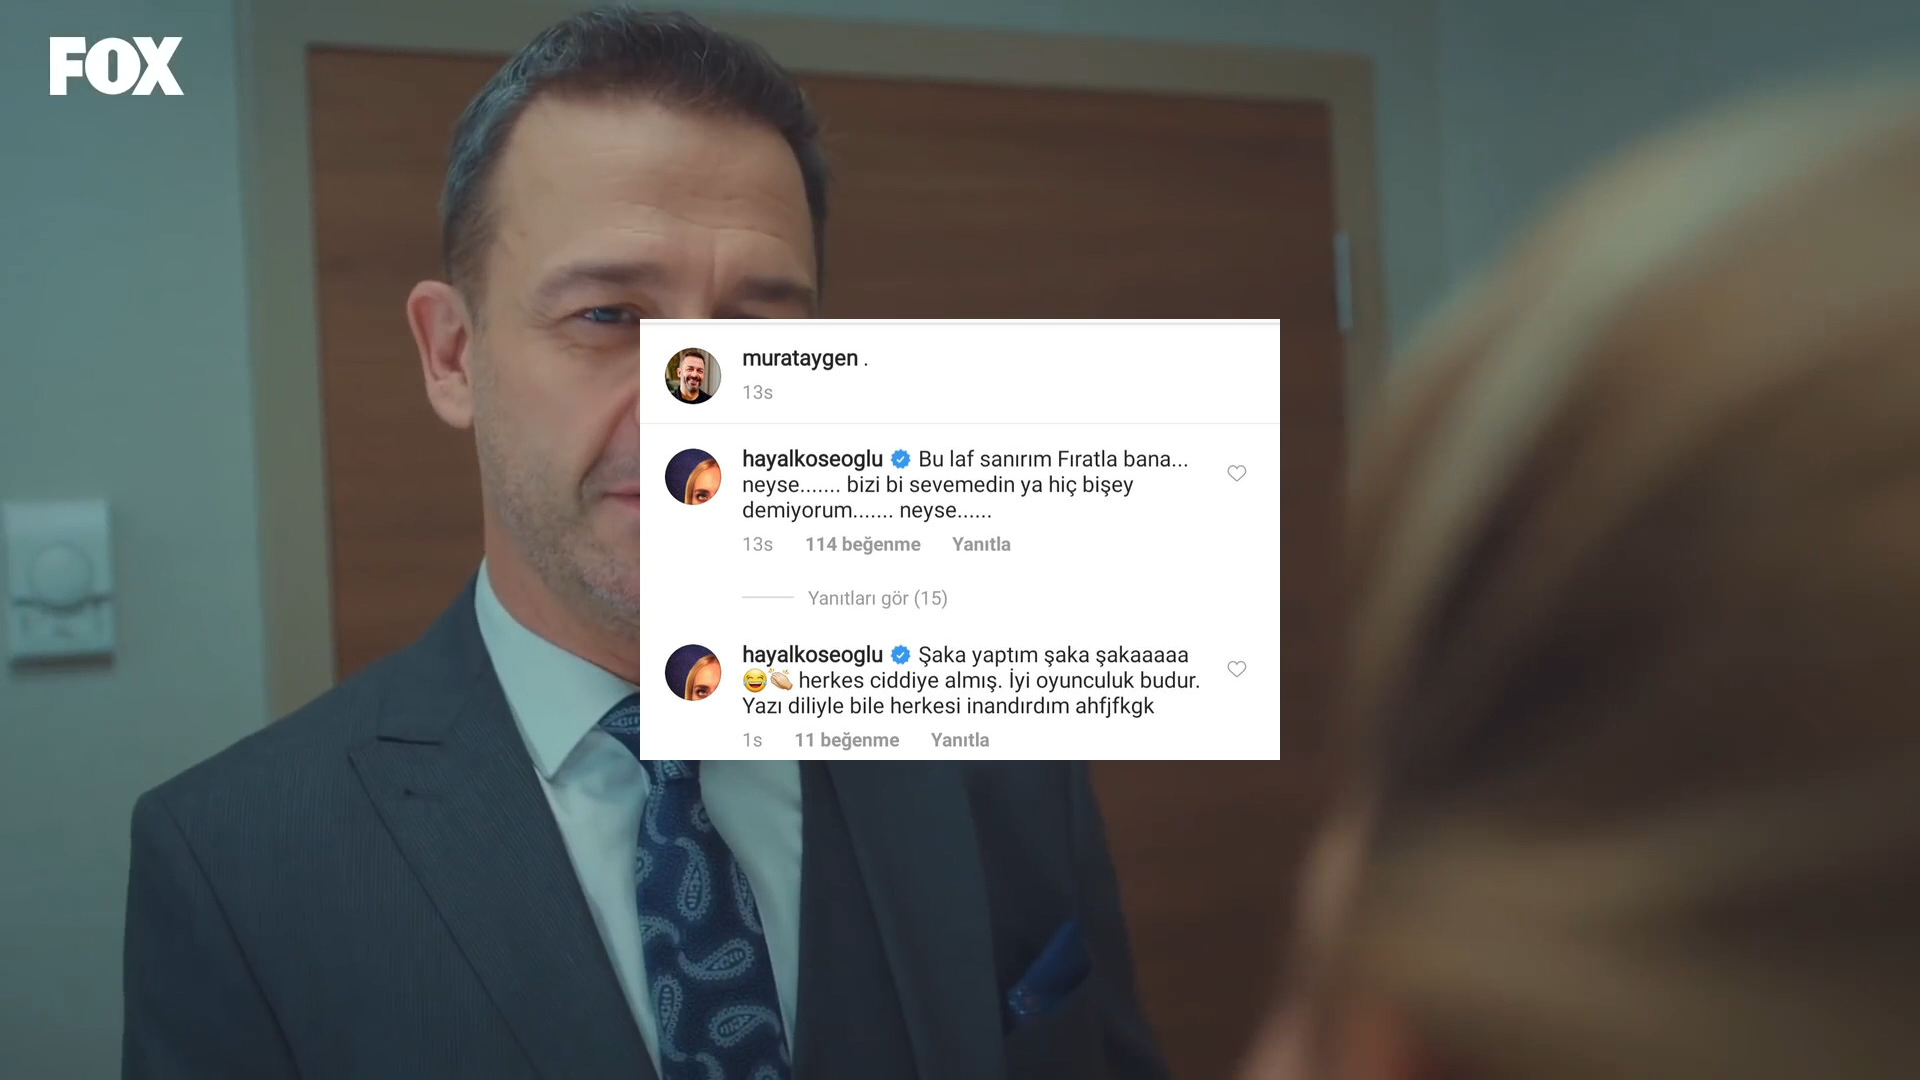 FOX
murataygen .
13s
hayalkoseoglu Bu laf sanırım Fıratla bana...
neyse....... bizi bi sevemedin ya hiç bişey
demiyorum....... neyse......
13s 114 beğenme Yanıtla
Yanıtları gör (15)
hayalkoseoglu Şaka yaptım şaka şakaaaaa
😂👏🏻 herkes ciddiye almış. İyi oyunculuk budur.
Yazı diliyle bile herkesi inandırdım ahfjfkgk
1s 11 beğenme Yanıtla